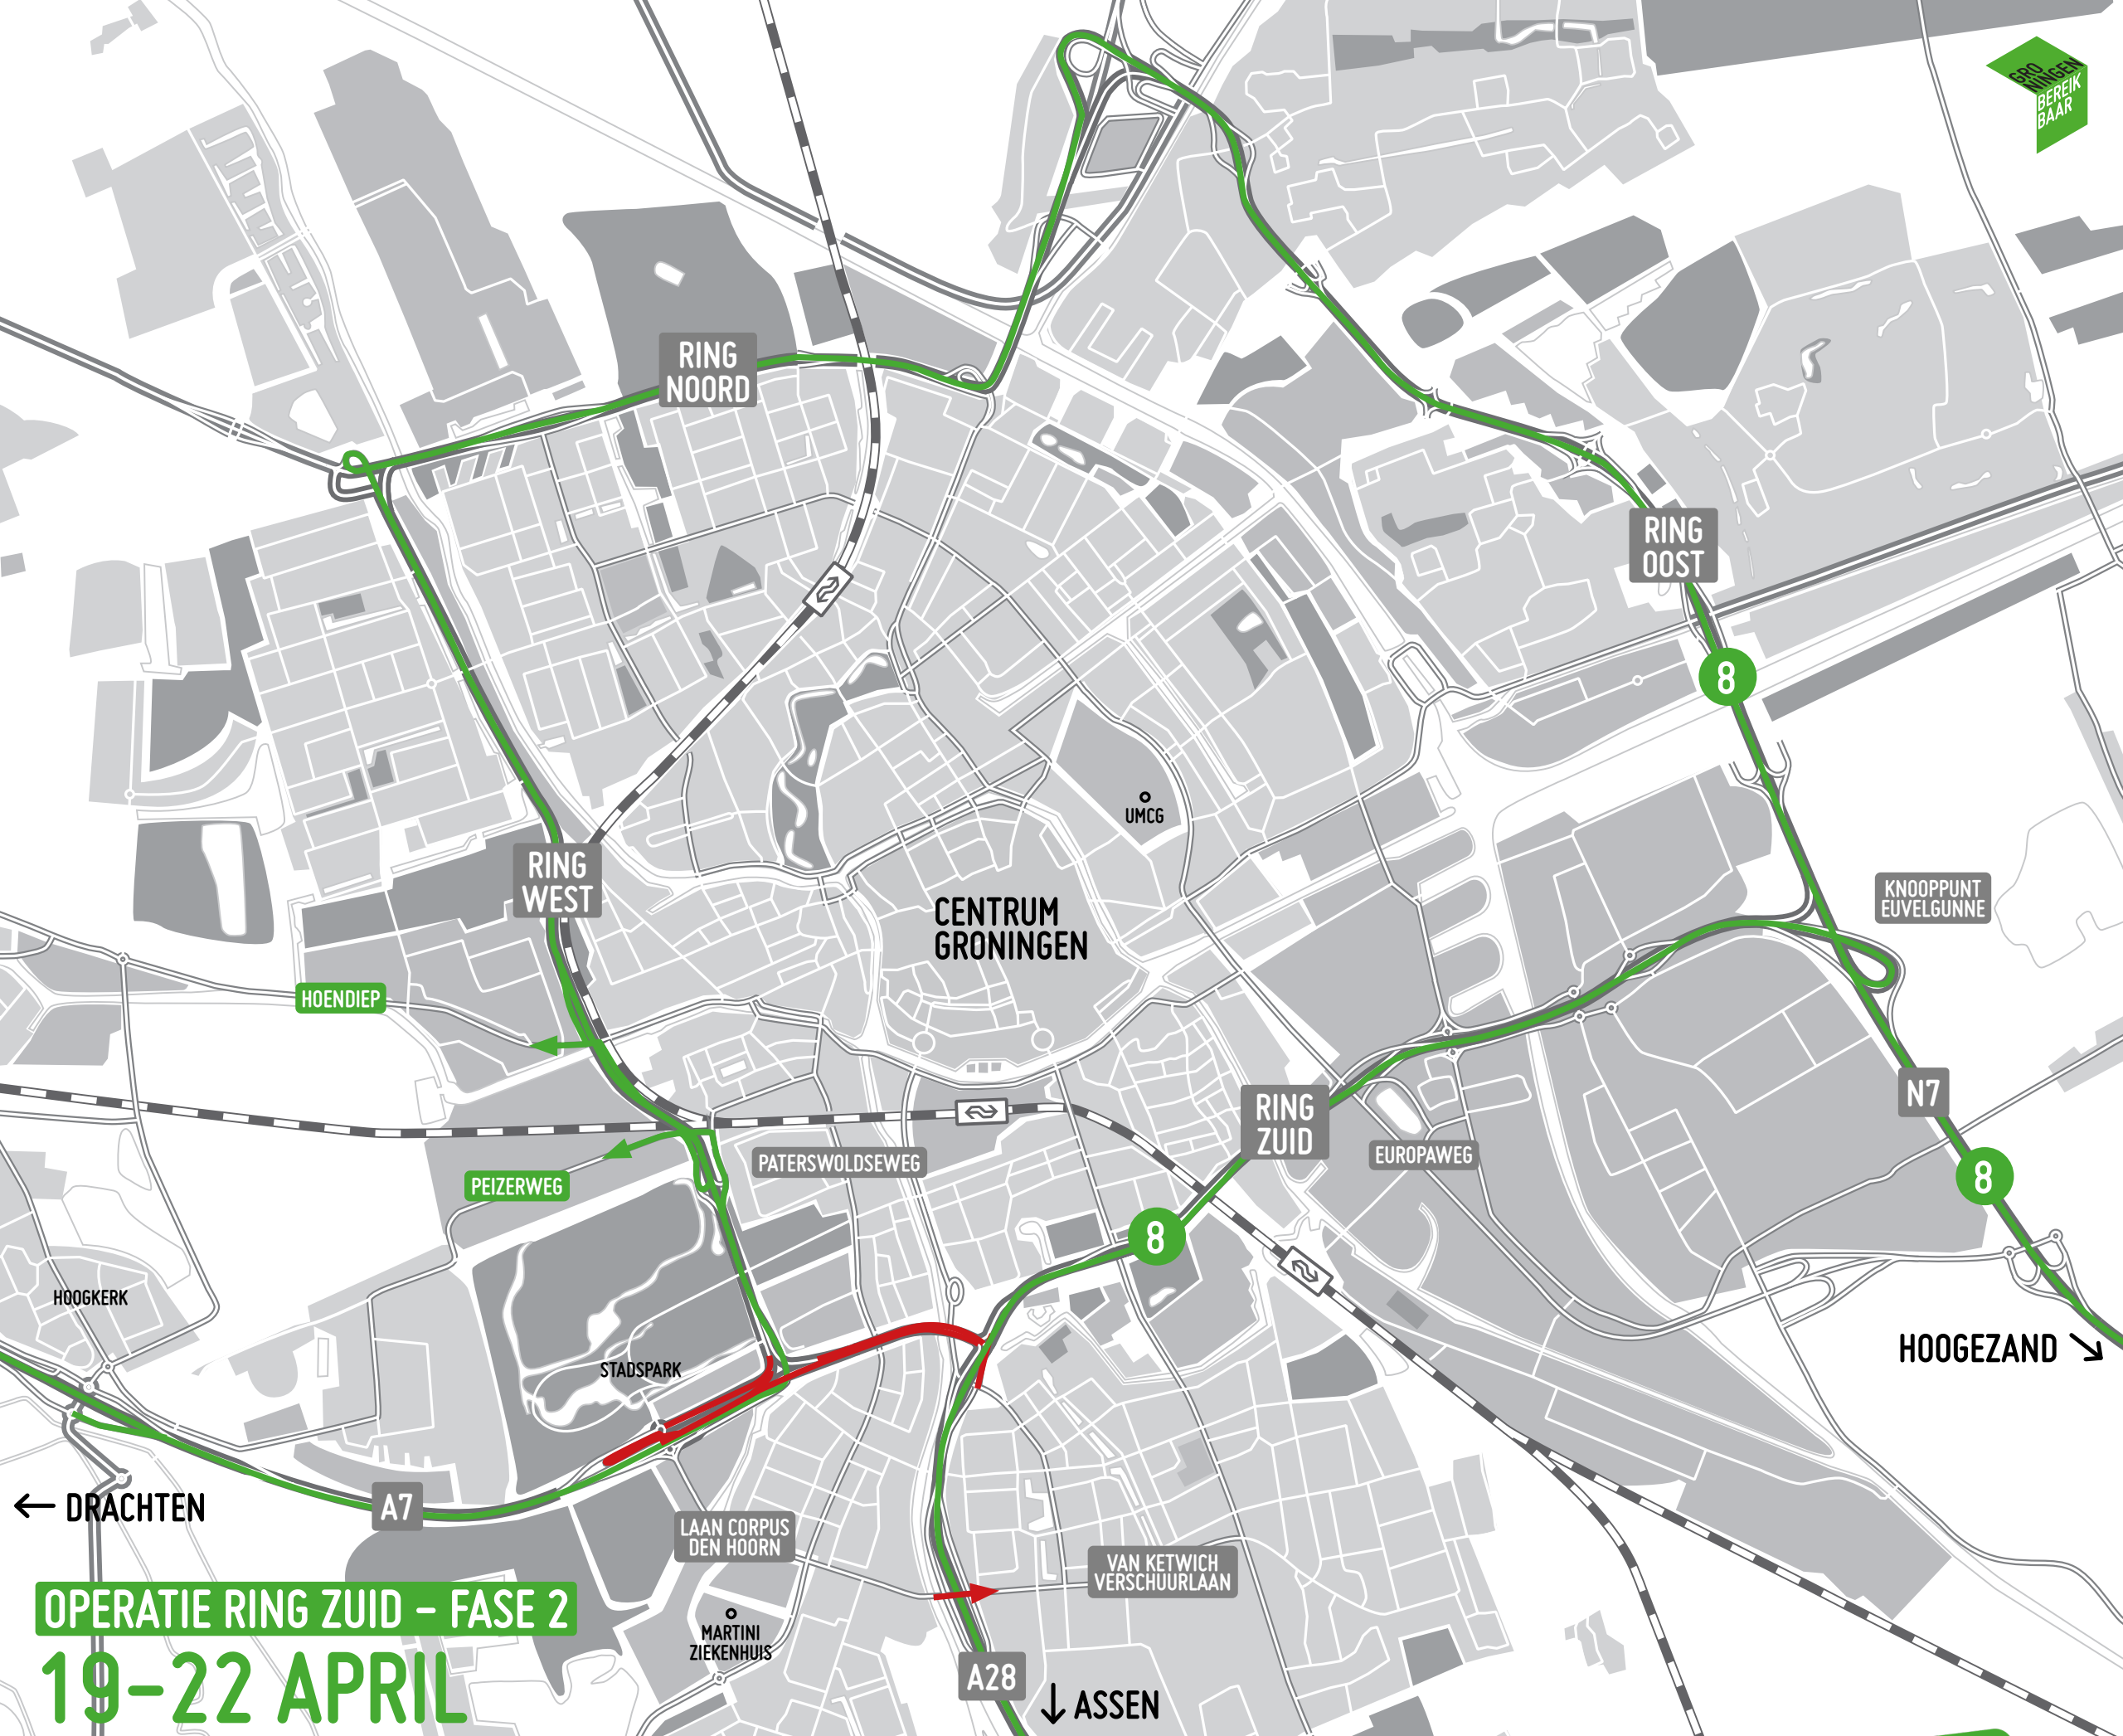 GRO
NINGEN
BEREIK
BAAR
RING
NOORD
RING
OOST
8
UMCG
RING
WEST
KNOOPPUNT
EUVELGUNNE
CENTRUM
GRONINGEN
HOENDIEP
N7
RING
ZUID
EUROPAWEG
PATERSWOLDSEWEG
PEIZERWEG
8
8
HOOGKERK
HOOGEZAND
STADSPARK
A7
DRACHTEN
LAAN CORPUS
DEN HOORN
VAN KETWICH
VERSCHUURLAAN
OPERATIE RING ZUID – FASE 2
MARTINI
ZIEKENHUIS
19–22 APRIL
A28
ASSEN